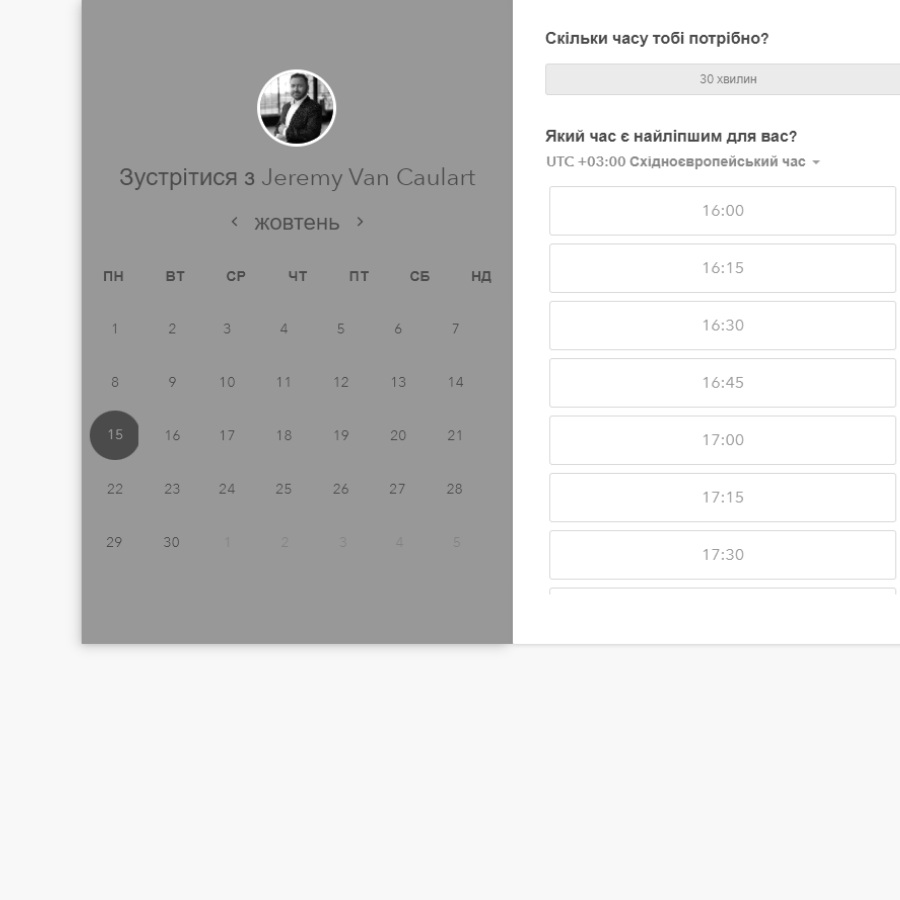 Зустрітися з Jeremy Van Caulart
жовтень
ПН ВТ СР ЧТ ПТ СБ НД
1 2 3 4 5 6 7
8 9 10 11 12 13 14
15 16 17 18 19 20 21
22 23 24 25 26 27 28
29 30 1 2 3 4 5
Скільки часу тобі потрібно?
30 хвилин
Який час є найліпшим для вас?
UTC +03:00 Східноєвропейський час
16:00
16:15
16:30
16:45
17:00
17:15
17:30